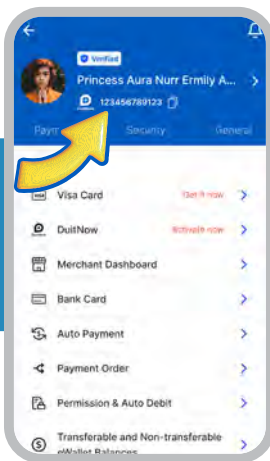 Verified
Princess Aura Nurr Ermily A...
123456789123
Security General
VISA Visa Card Get it now
DuitNow Activate now
Merchant Dashboard
Bank Card
Auto Payment
Payment Order
Permission & Auto Debit
Transferable and Non-transferable
eWallet Balances